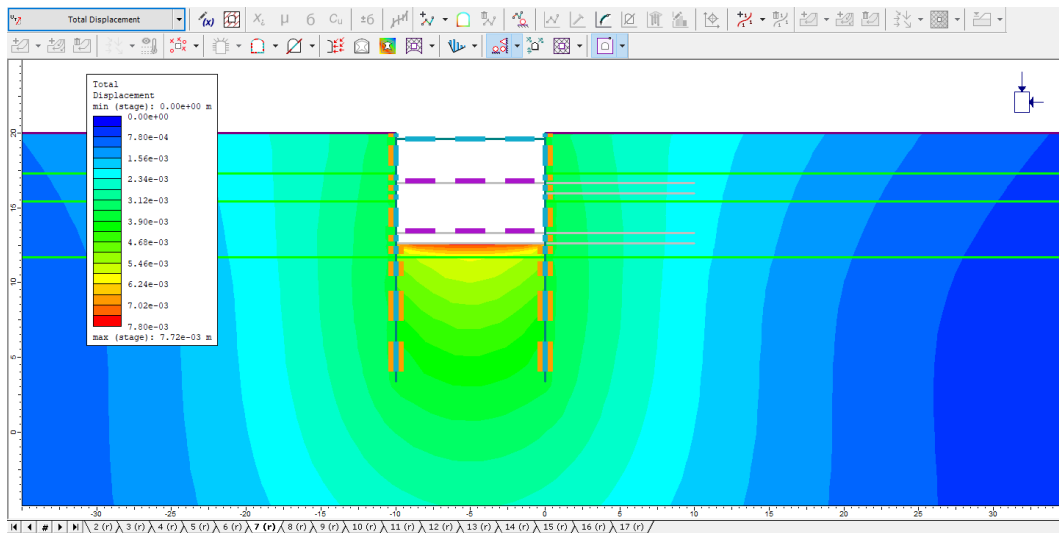 Total Displacement
(x) X μ б Cu ±б
Total
Displacement
min (stage): 0.00e+00 m
0.00e+00
7.80e-04
1.56e-03
2.34e-03
3.12e-03
3.90e-03
4.68e-03
5.46e-03
6.24e-03
7.02e-03
7.80e-03
max (stage): 7.72e-03 m
20
15
10
5
0
-30 -25 -20 -15 -10 -5 0 5 10 15 20 25 30
# 2 (r) 3 (r) 4 (r) 5 (r) 6 (r) 7 (r) 8 (r) 9 (r) 10 (r) 11 (r) 12 (r) 13 (r) 14 (r) 15 (r) 16 (r) 17 (r)